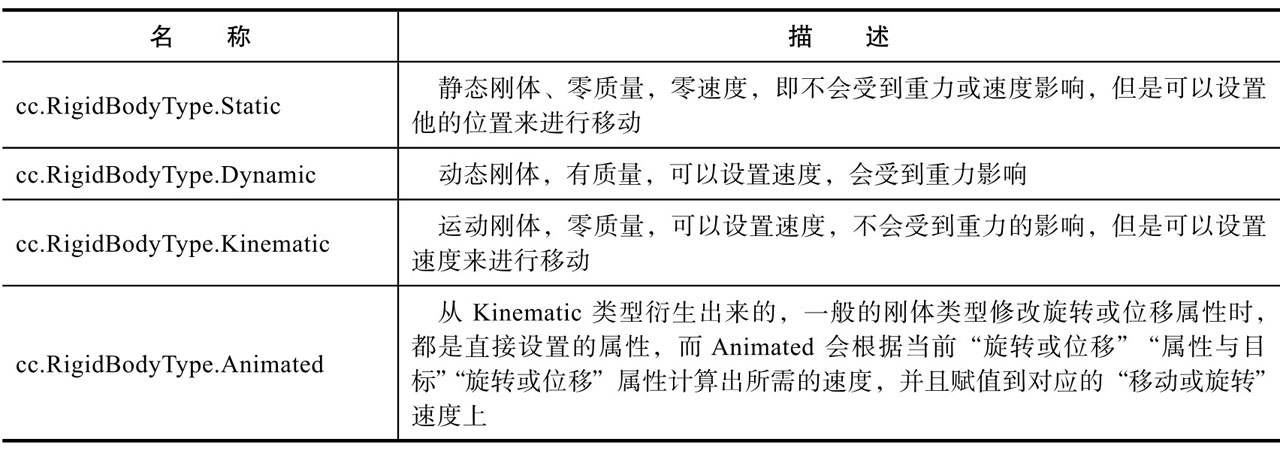 名 称 描 述
cc.RigidBodyType.Static
静态刚体、零质量，零速度，即不会受到重力或速度影响，但是可以设置
他的位置来进行移动
cc.RigidBodyType.Dynamic
动态刚体，有质量，可以设置速度，会受到重力影响
cc.RigidBodyType.Kinematic
运动刚体，零质量，可以设置速度，不会受到重力的影响，但是可以设置
速度来进行移动
cc.RigidBodyType.Animated
从 Kinematic 类型衍生出来的，一般的刚体类型修改旋转或位移属性时，
都是直接设置的属性，而 Animated 会根据当前“旋转或位移”“属性与目
标”“旋转或位移”属性计算出所需的速度，并且赋值到对应的“移动或旋转”
速度上